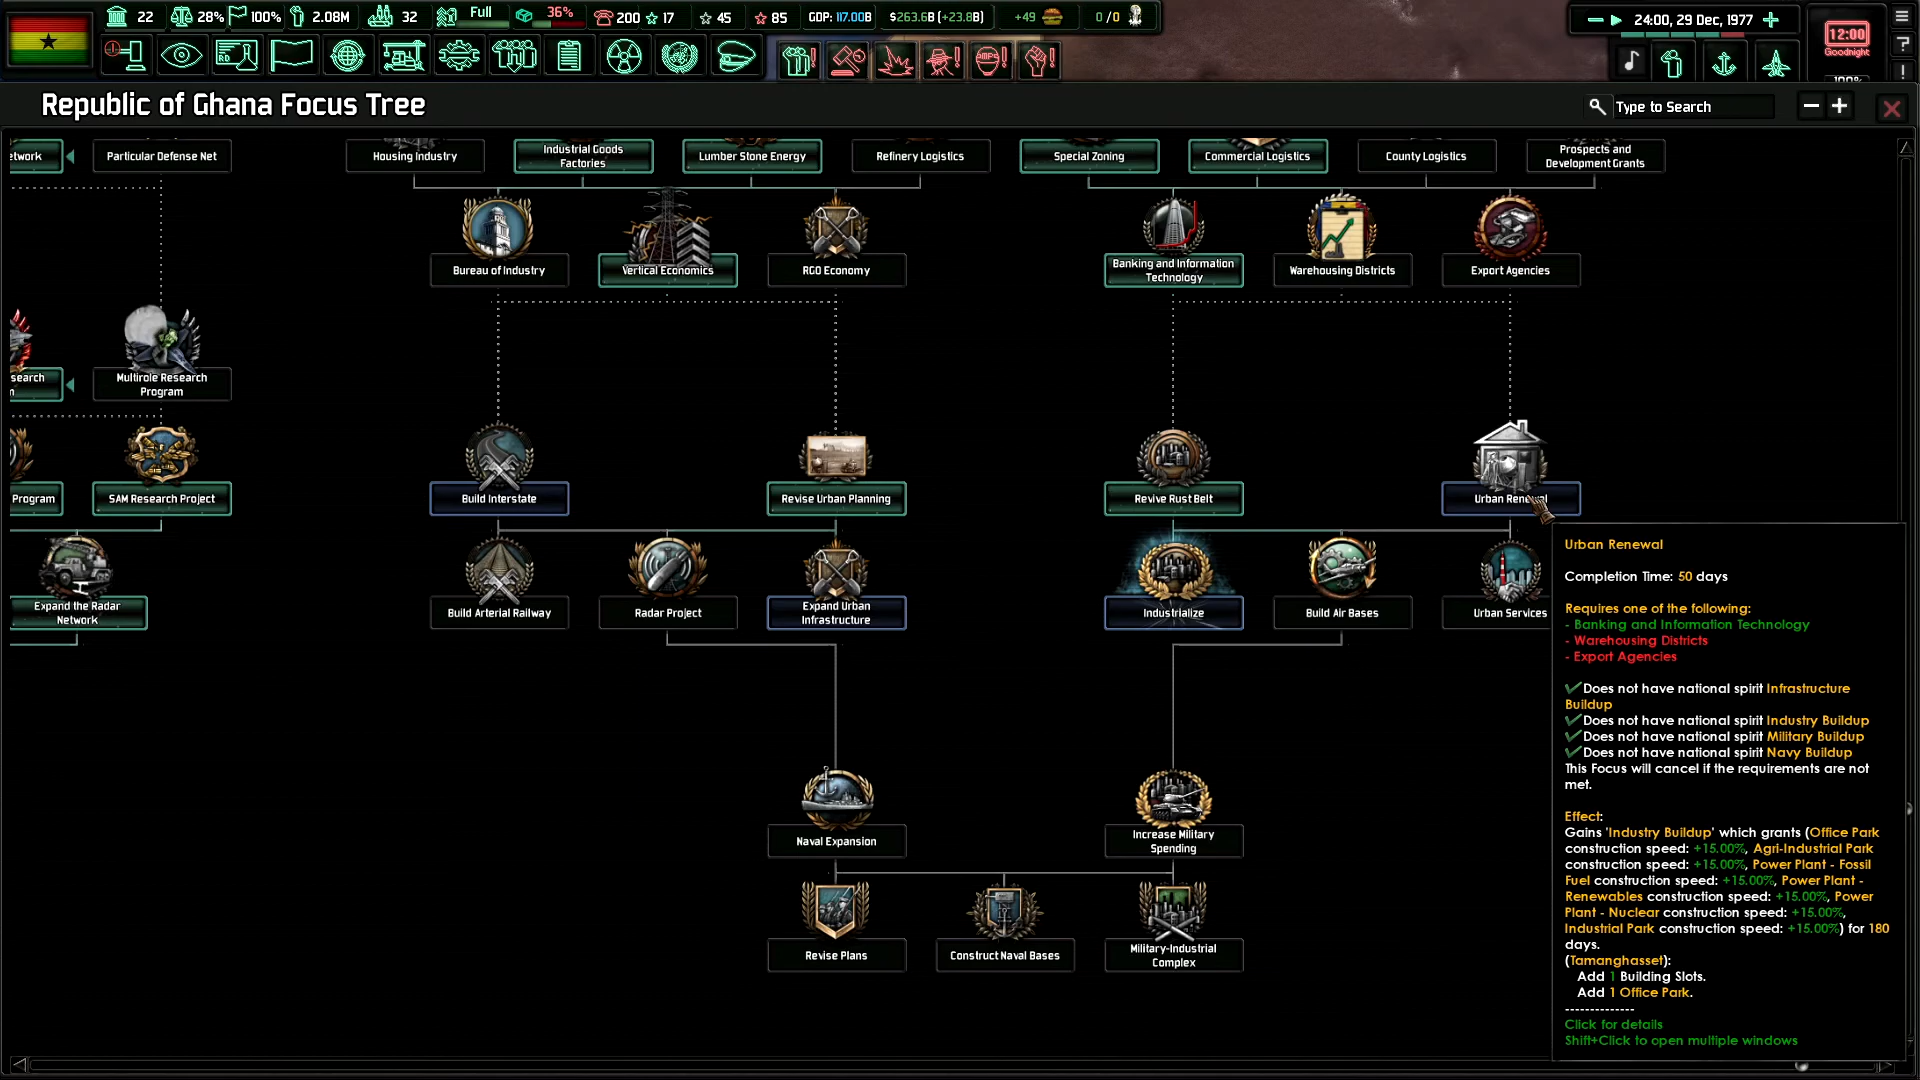 22 28% 100% 2.08M 32 Full 36% 200 17 45 85 GDP: 117.00B $263.6B (+23.8B) +49 0 / 0
24:00, 29 Dec, 1977
12:00
Goodnight
100%
Republic of Ghana Focus Tree
Type to Search
etwork
Particular Defense Net
Housing Industry
Industrial Goods
Factories
Lumber Stone Energy
Refinery Logistics
Special Zoning
Commercial Logistics
County Logistics
Prospects and
Development Grants
Bureau of Industry
Vertical Economics
RGO Economy
Banking and Information
Technology
Warehousing Districts
Export Agencies
search
Multirole Research
Program
Program
SAM Research Project
Build Interstate
Revise Urban Planning
Revive Rust Belt
Urban Renewal
Expand the Radar
Network
Build Arterial Railway
Radar Project
Expand Urban
Infrastructure
Industrialize
Build Air Bases
Urban Services
Naval Expansion
Increase Military
Spending
Revise Plans
Construct Naval Bases
Military-Industrial
Complex
Urban Renewal
Completion Time: 50 days
Requires one of the following:
- Banking and Information Technology
- Warehousing Districts
- Export Agencies
Does not have national spirit Infrastructure
Buildup
Does not have national spirit Industry Buildup
Does not have national spirit Military Buildup
Does not have national spirit Navy Buildup
This Focus will cancel if the requirements are not
met.
Effect:
Gains 'Industry Buildup' which grants (Office Park
construction speed: +15.00%, Agri-Industrial Park
construction speed: +15.00%, Power Plant - Fossil
Fuel construction speed: +15.00%, Power Plant -
Renewables construction speed: +15.00%, Power
Plant - Nuclear construction speed: +15.00%,
Industrial Park construction speed: +15.00%) for 180
days.
(Tamanghasset):
Add 1 Building Slots.
Add 1 Office Park.
--------------
Click for details
Shift+Click to open multiple windows